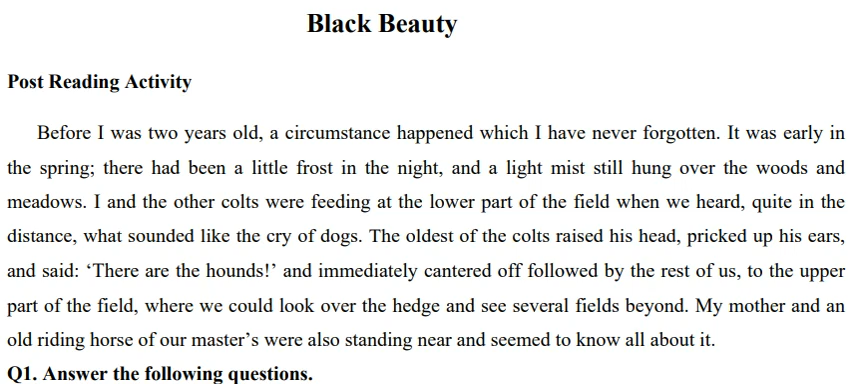 Black Beauty
Post Reading Activity
Before I was two years old, a circumstance happened which I have never forgotten. It was early in
the spring; there had been a little frost in the night, and a light mist still hung over the woods and
meadows. I and the other colts were feeding at the lower part of the field when we heard, quite in the
distance, what sounded like the cry of dogs. The oldest of the colts raised his head, pricked up his ears,
and said: ‘There are the hounds!’ and immediately cantered off followed by the rest of us, to the upper
part of the field, where we could look over the hedge and see several fields beyond. My mother and an
old riding horse of our master’s were also standing near and seemed to know all about it.
Q1. Answer the following questions.